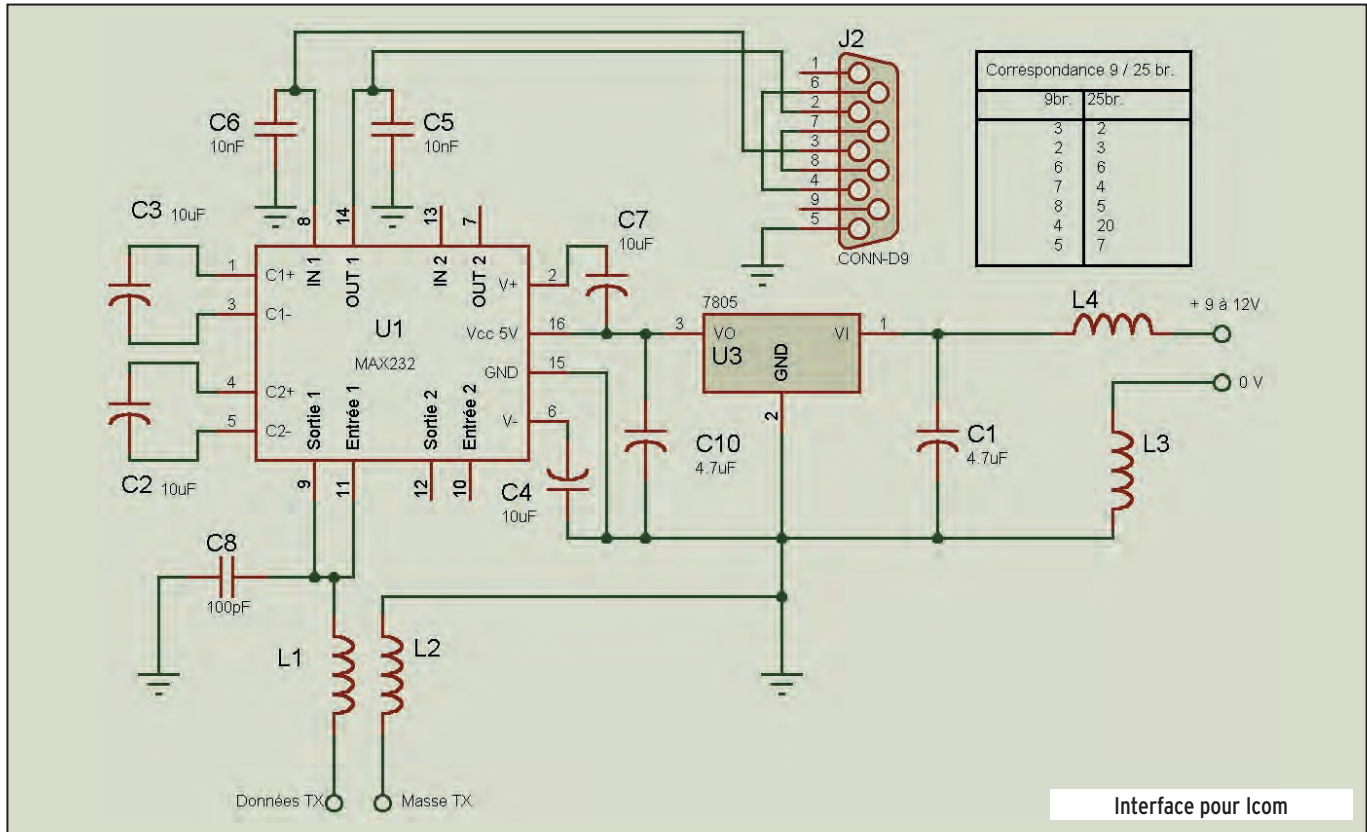 J2
1
6
2
7
3
8
4
9
5
CONN-D9
Correspondance 9 / 25 br.
9br. 25br.
3 2
2 3
6 6
7 4
8 5
4 20
5 7
C6
10nF
C5
10nF
C3 10uF
C7
10uF
8
14
13
7
IN 1
OUT 1
IN 2
OUT 2
1
C1+
3
C1-
4
C2+
5
C2-
U1
MAX232
V+
2
Vcc 5V
16
GND
15
V-
6
Sortie 1
Entrée 1
Sortie 2
Entrée 2
9
11
12
10
C2 10uF
C4
10uF
7805
3
VO
VI
1
U3
GND
2
L4
+ 9 à 12V
0 V
C10
4.7uF
C1
4.7uF
L3
C8
100pF
L1
L2
Données TX
Masse TX
Interface pour Icom